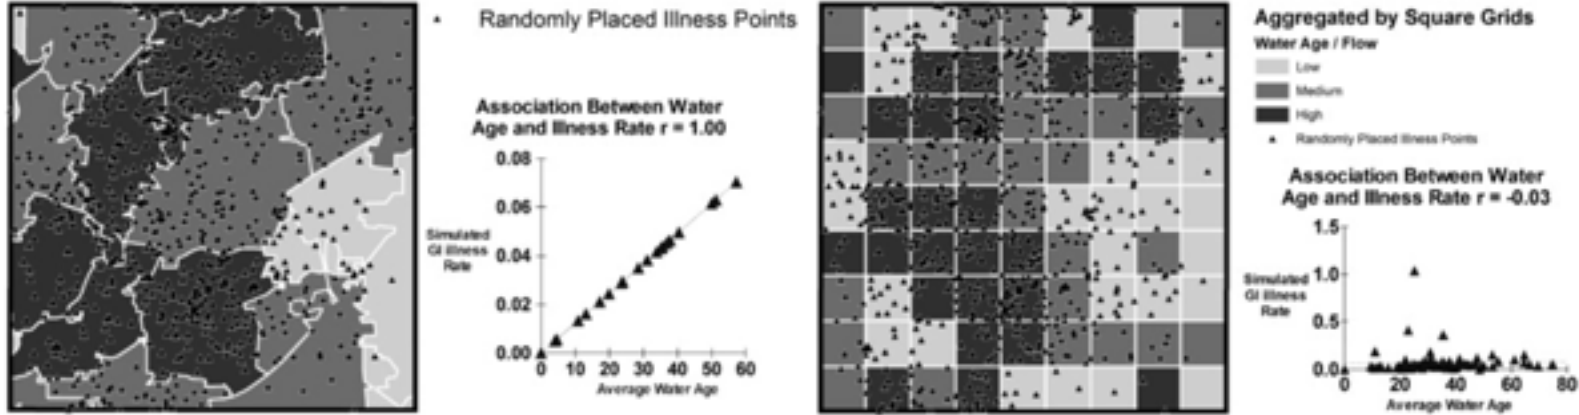 Randomly Placed Illness Points
Association Between Water
Age and Illness Rate r = 1.00
0.08
0.06
0.04
0.02
0.00
Simulated
GI Illness
Rate
0 10 20 30 40 50 60
Average Water Age
Aggregated by Square Grids
Water Age / Flow
Low
Medium
High
Randomly Placed Illness Points
Association Between Water
Age and Illness Rate r = -0.03
1.5
1.0
0.5
0.0
Simulated
GI Illness
Rate
0 20 40 60 80
Average Water Age